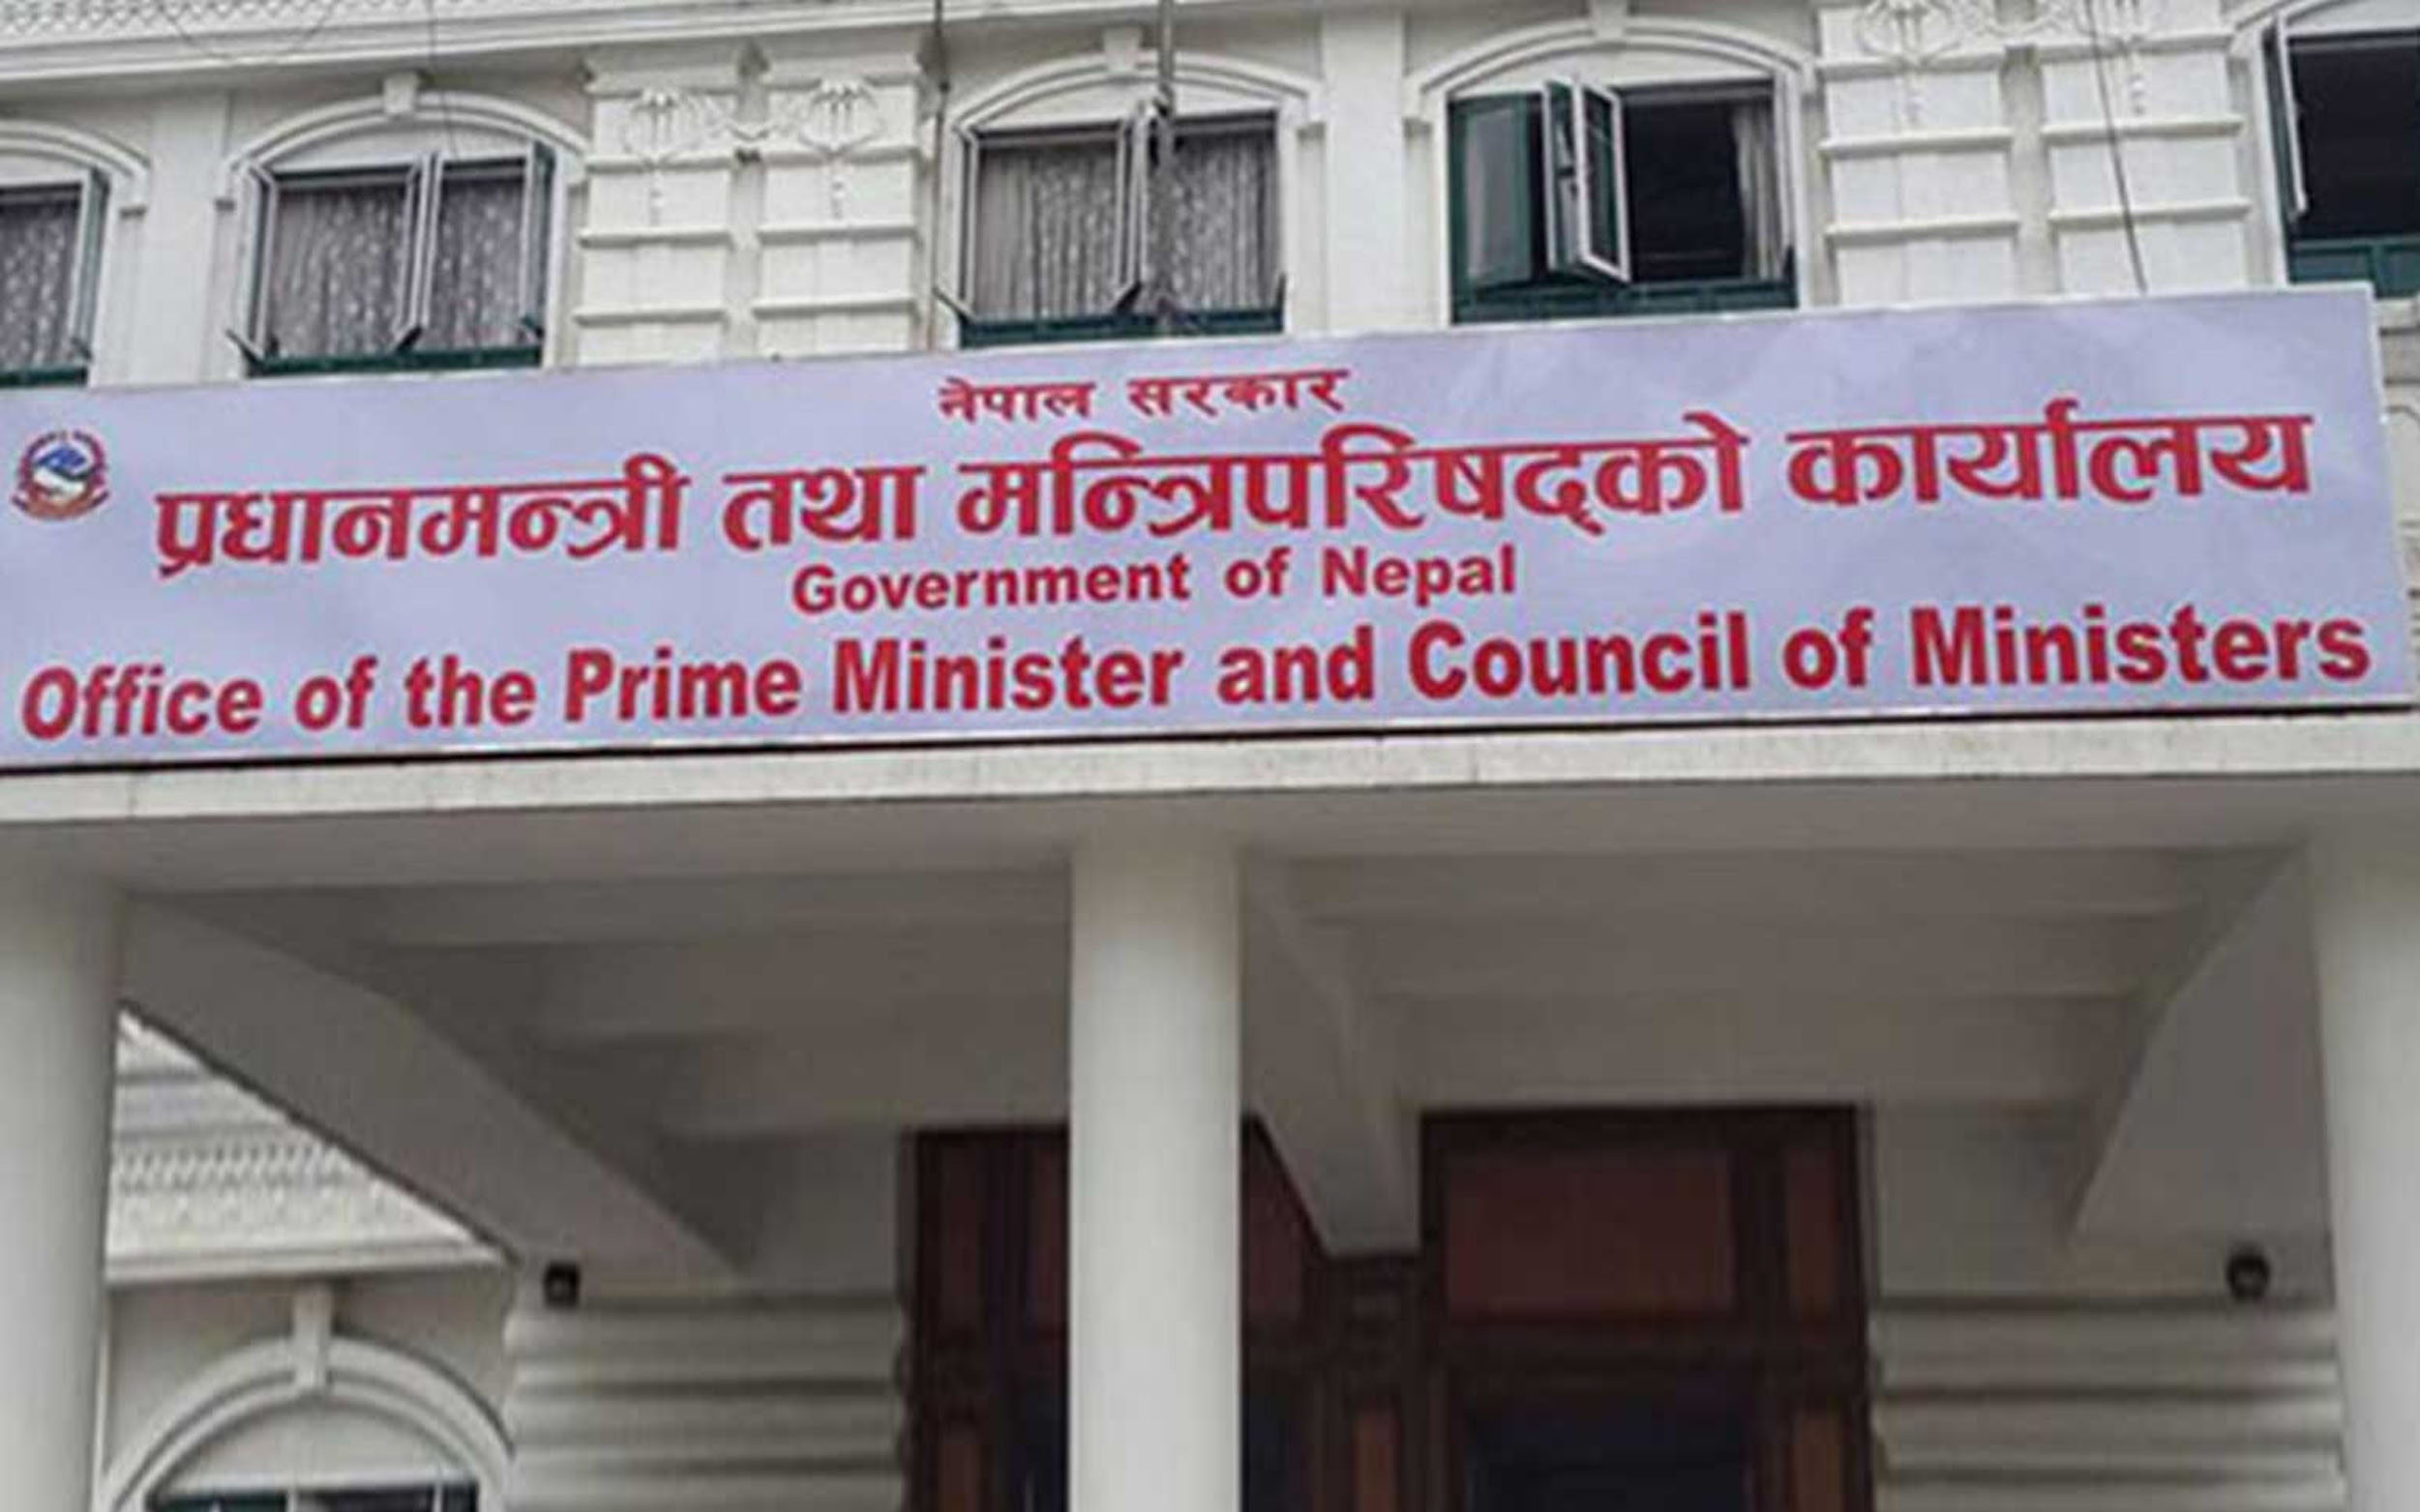 नेपाल सरकार
प्रधानमन्त्री तथा मन्त्रिपरिषद्को कार्यालय
Government of Nepal
Office of the Prime Minister and Council of Ministers